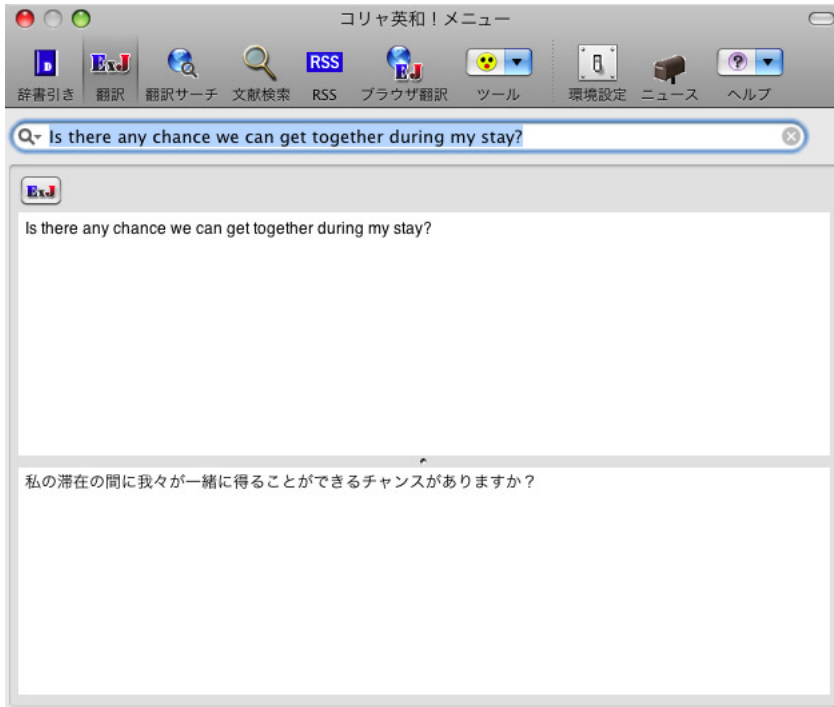 コリャ英和！メニュー
D ExJ RSS EJ ?
辞書引き 翻訳 翻訳サーチ 文献検索 RSS ブラウザ翻訳 ツール 環境設定 ニュース ヘルプ
Is there any chance we can get together during my stay?
ExJ
Is there any chance we can get together during my stay?
私の滞在の間に我々が一緒に得ることができるチャンスがありますか？